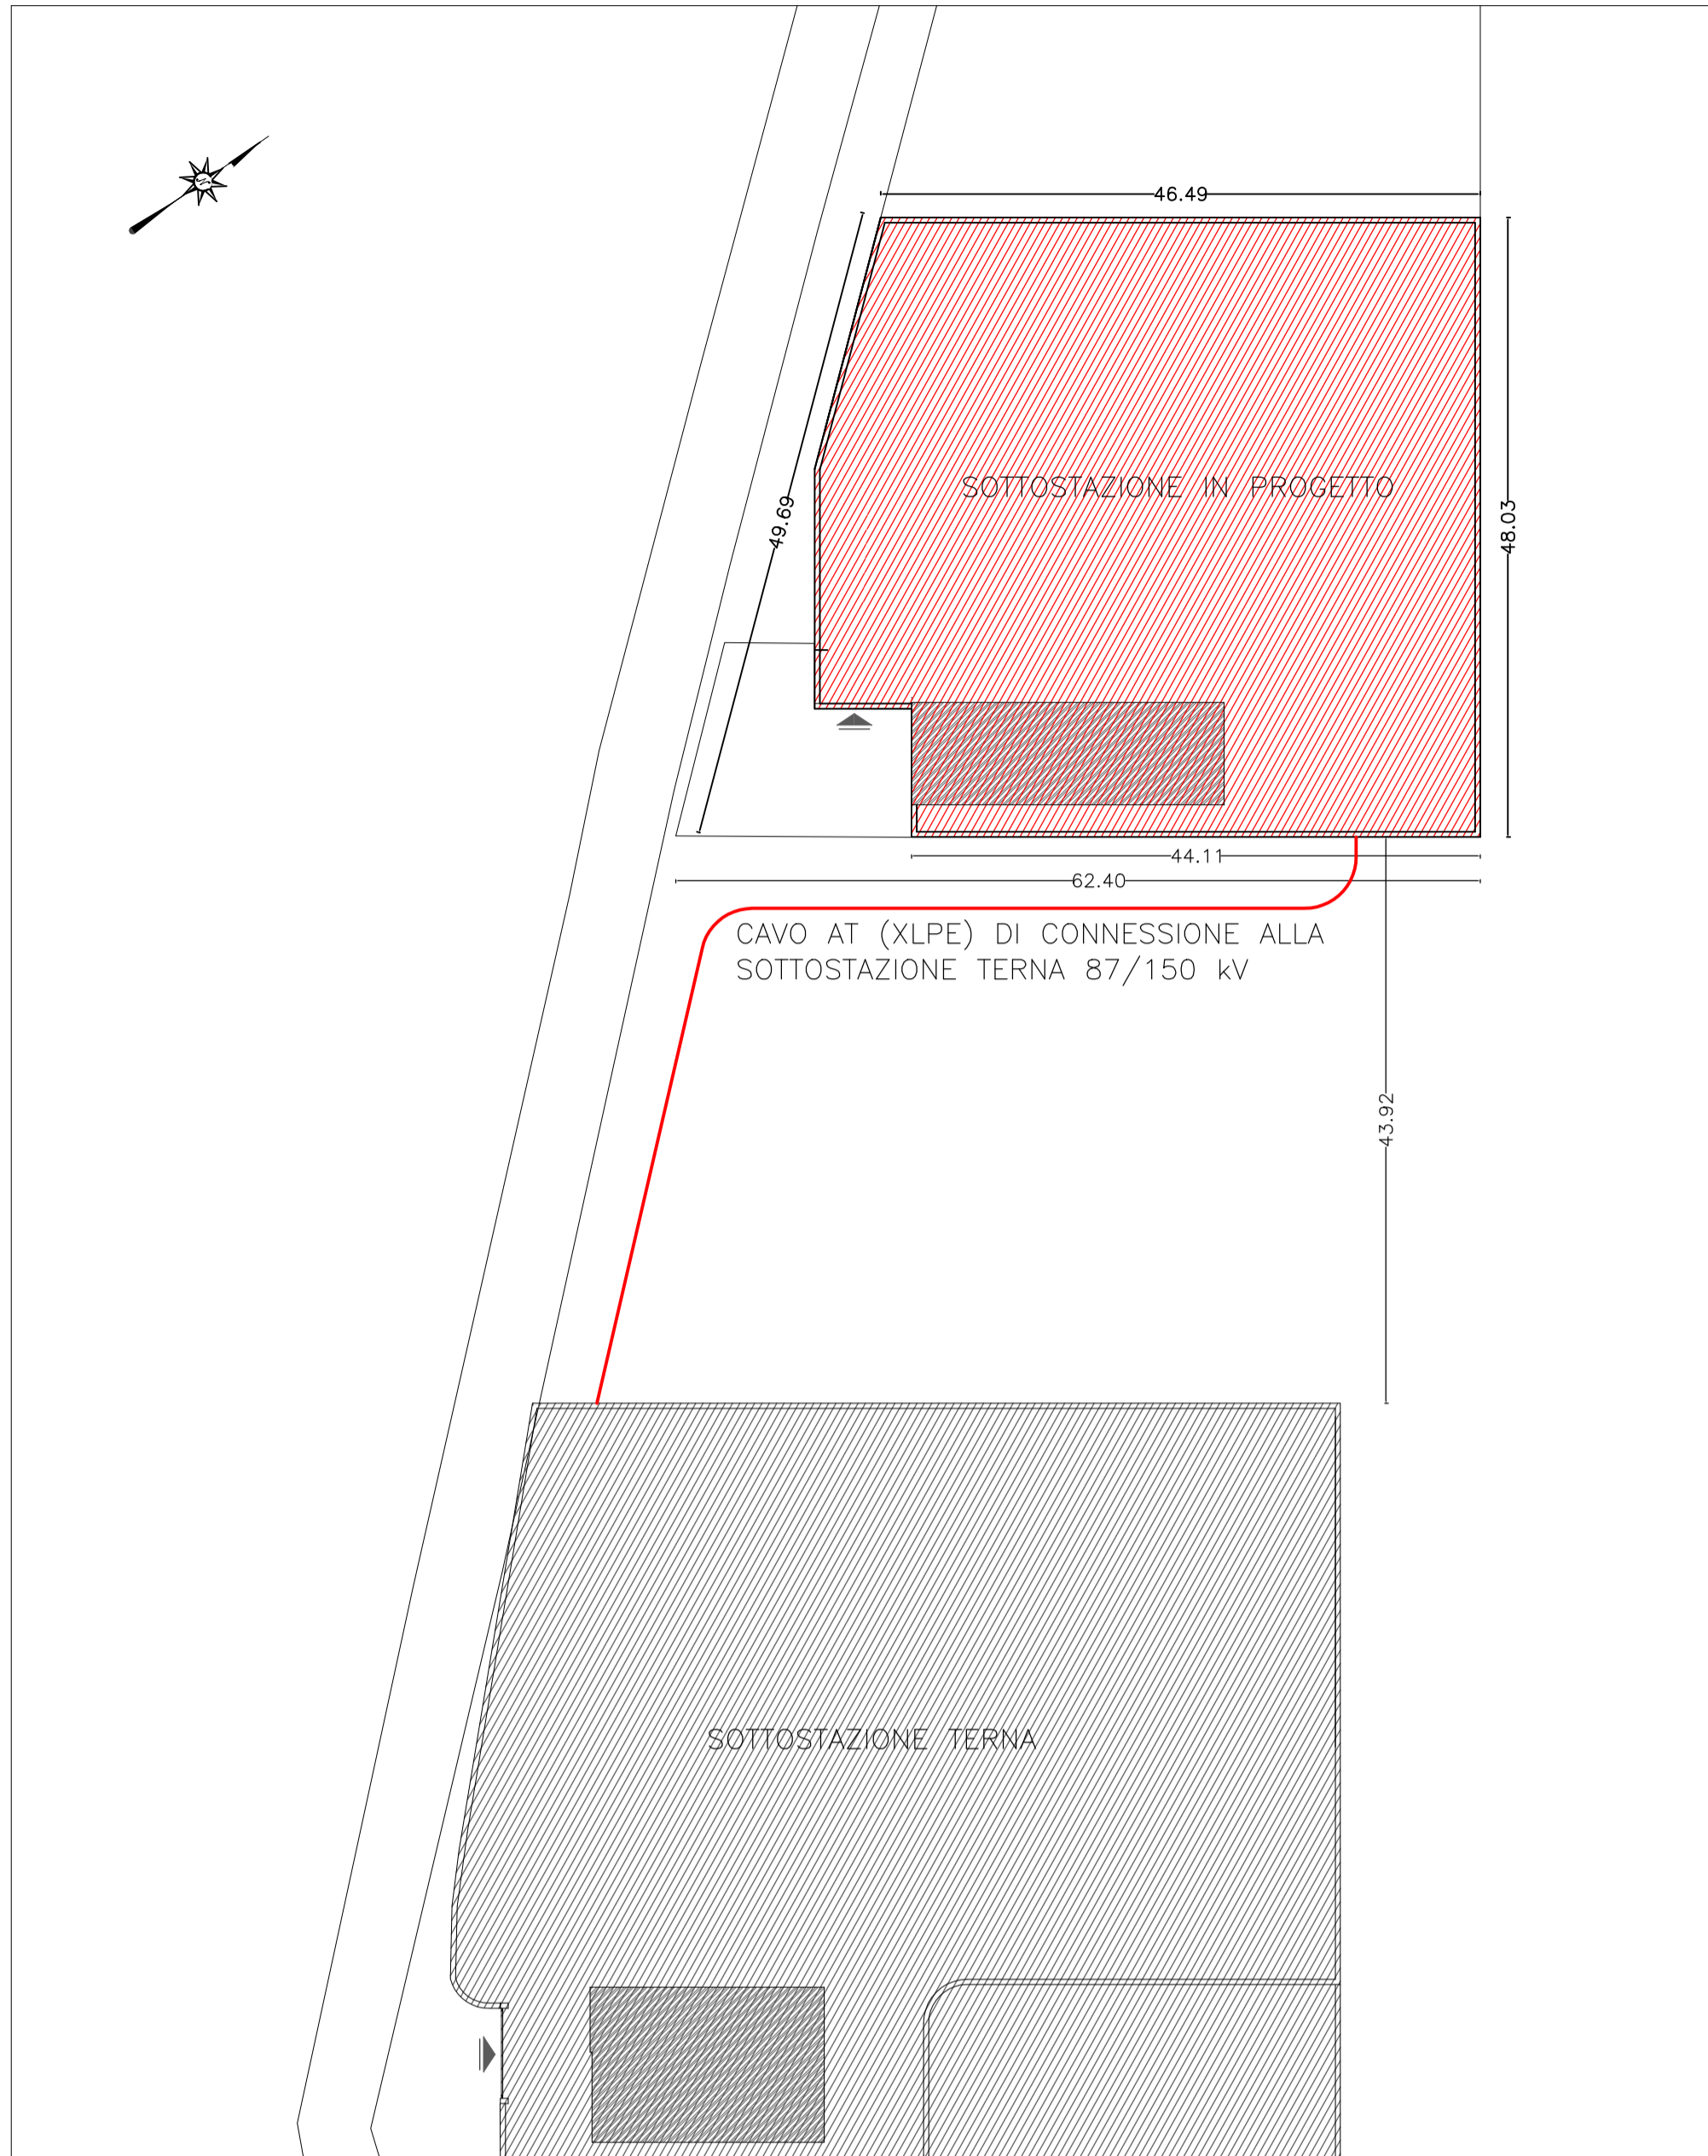 46.49
49.69
SOTTOSTAZIONE IN PROGETTO
48.03
44.11
62.40
CAVO AT (XLPE) DI CONNESSIONE ALLA
SOTTOSTAZIONE TERNA 87/150 kV
43.92
SOTTOSTAZIONE TERNA